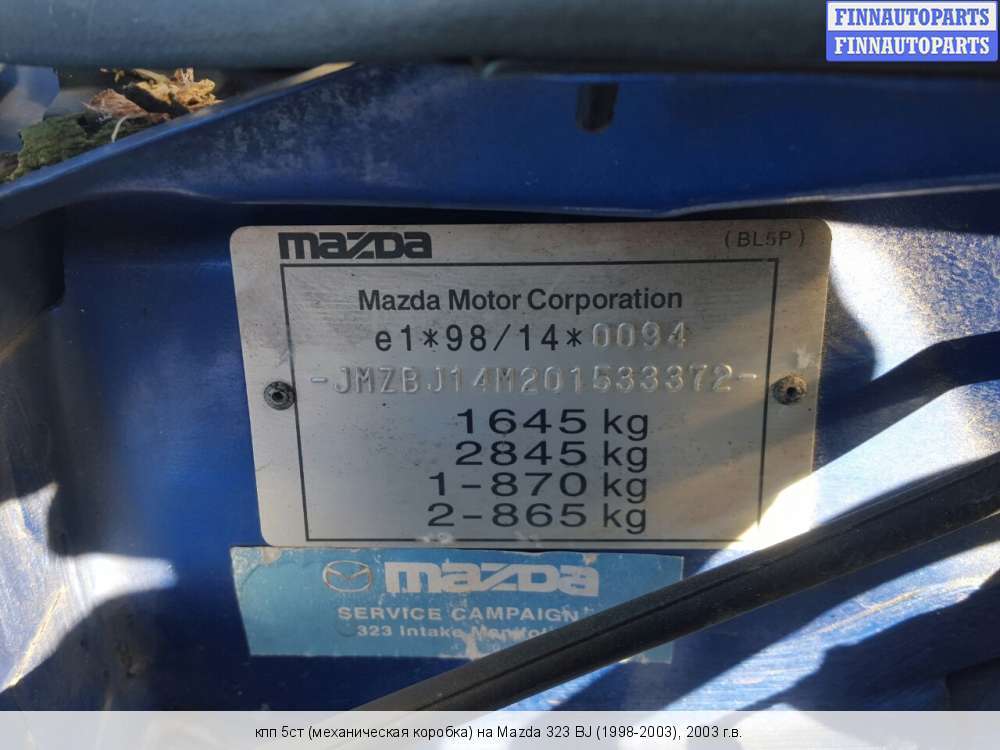 FINNAUTOPARTS
FINNAUTOPARTS
mazda (BL5P)
Mazda Motor Corporation
e1*98/14*0094
-JMZBJ14M201533372-
1645 kg
2845 kg
1-870 kg
2-865 kg
mazda
SERVICE CAMPAIGN
323 Intake
кпп 5ст (механическая коробка) на Mazda 323 BJ (1998-2003), 2003 г.в.